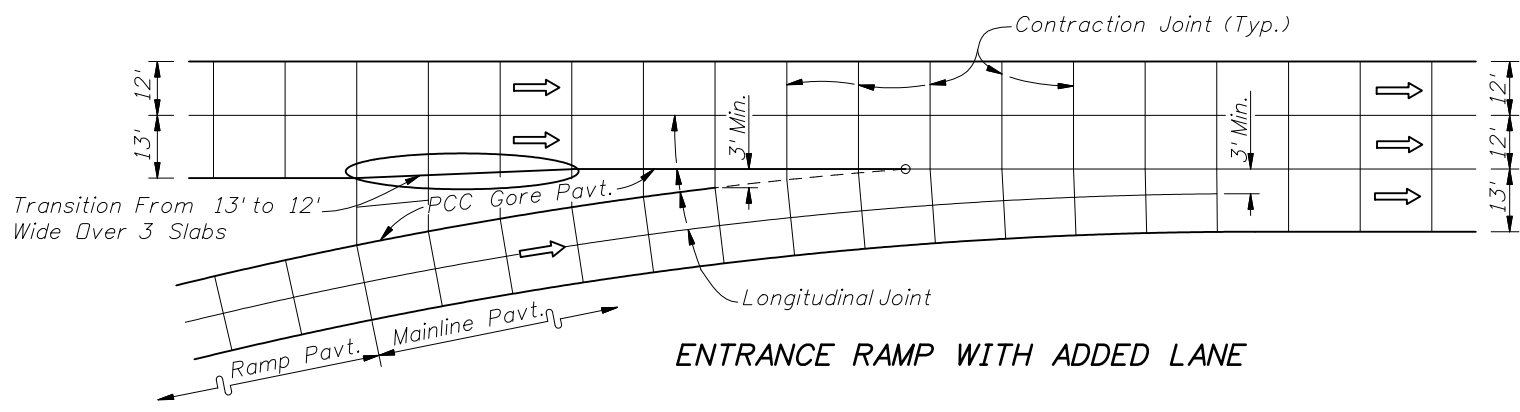 Contraction Joint (Typ.)
12'
13'
3' Min.
3' Min.
12'
12'
13'
Transition From 13' to 12'
Wide Over 3 Slabs
PCC Gore Pavt.
Longitudinal Joint
Ramp Pavt.
Mainline Pavt.
ENTRANCE RAMP WITH ADDED LANE